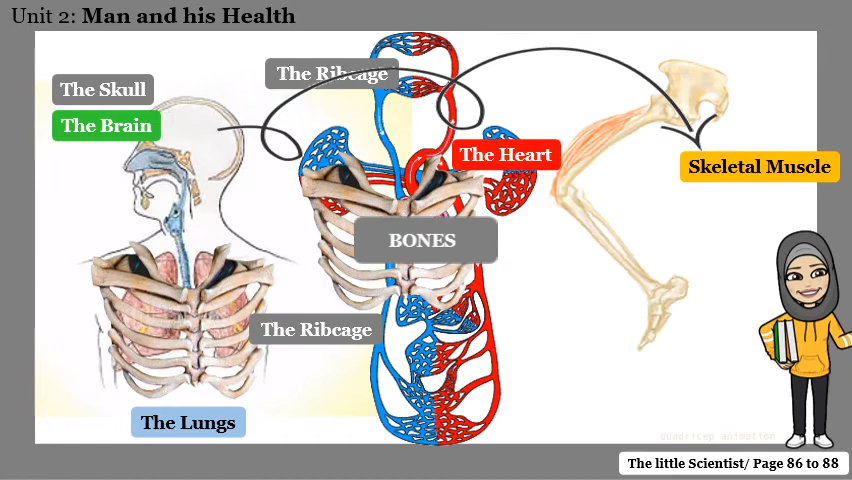 Unit 2: Man and his Health
The Ribcage
The Skull
The Brain
The Heart
Skeletal Muscle
BONES
The Ribcage
The Lungs
quadricep animation
The little Scientist/ Page 86 to 88